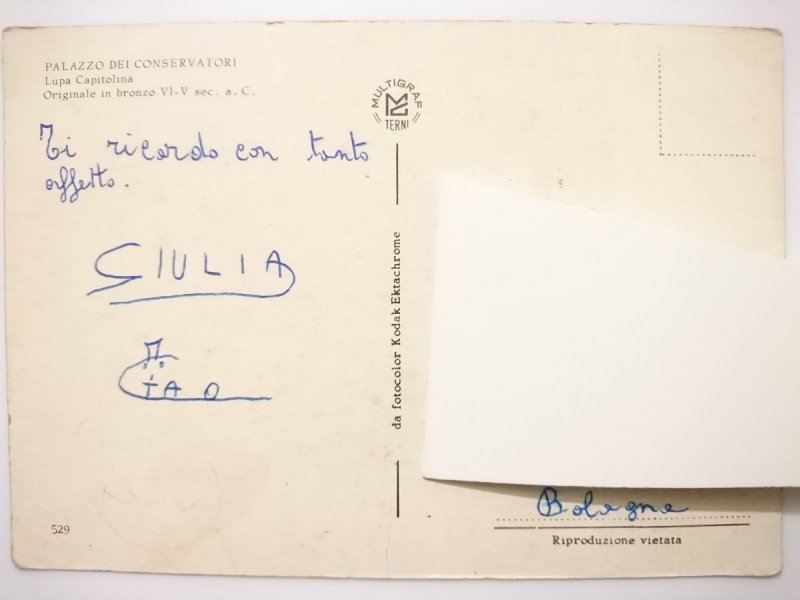 PALAZZO DEI CONSERVATORI
Lupa Capitolina
Originale in bronzo VI-V sec. a. C.
MULTIGRAF
TERNI
Ti ricordo con tanto
affetto.
GIULIA
CIAO
da fotocolor Kodak Ektachrome
Bologna
Riproduzione vietata
529